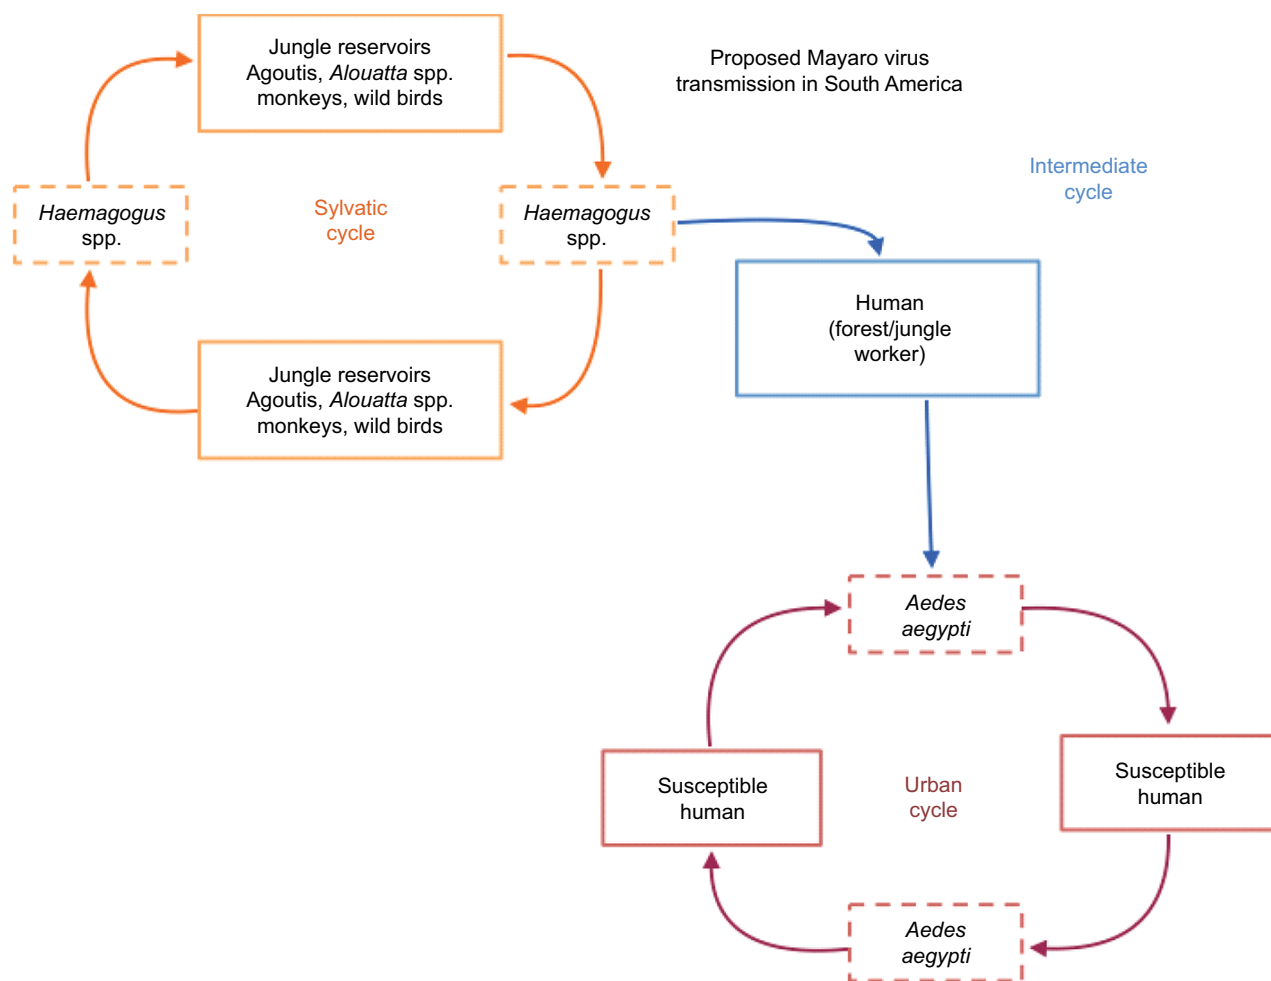 Jungle reservoirs
Agoutis, Alouatta spp.
monkeys, wild birds
Proposed Mayaro virus
transmission in South America
Intermediate
cycle
Haemagogus
spp.
Sylvatic
cycle
Haemagogus
spp.
Human
(forest/jungle
worker)
Jungle reservoirs
Agoutis, Alouatta spp.
monkeys, wild birds
Aedes
aegypti
Susceptible
human
Urban
cycle
Susceptible
human
Aedes
aegypti